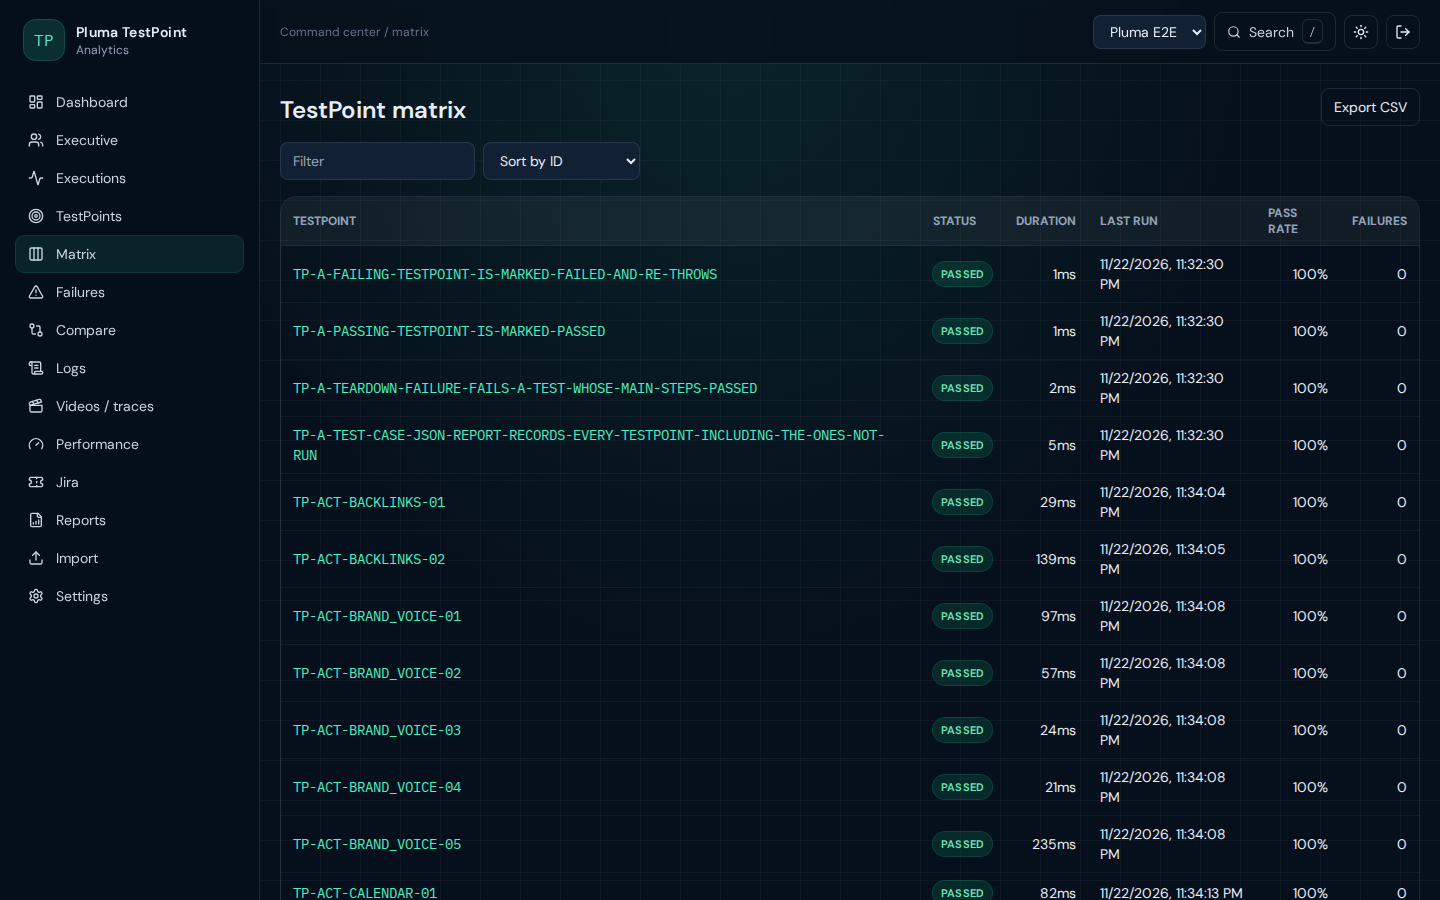 TP
Pluma TestPoint
Analytics
Dashboard
Executive
Executions
TestPoints
Matrix
Failures
Compare
Logs
Videos / traces
Performance
Jira
Reports
Import
Settings
Command center / matrix
Pluma E2E
Search /
TestPoint matrix
Export CSV
Filter
Sort by ID
TESTPOINT STATUS DURATION LAST RUN PASS RATE FAILURES
TP-A-FAILING-TESTPOINT-IS-MARKED-FAILED-AND-RE-THROWS PASSED 1ms 11/22/2026, 11:32:30 PM 100% 0
TP-A-PASSING-TESTPOINT-IS-MARKED-PASSED PASSED 1ms 11/22/2026, 11:32:30 PM 100% 0
TP-A-TEARDOWN-FAILURE-FAILS-A-TEST-WHOSE-MAIN-STEPS-PASSED PASSED 2ms 11/22/2026, 11:32:30 PM 100% 0
TP-A-TEST-CASE-JSON-REPORT-RECORDS-EVERY-TESTPOINT-INCLUDING-THE-ONES-NOT-RUN PASSED 5ms 11/22/2026, 11:32:30 PM 100% 0
TP-ACT-BACKLINKS-01 PASSED 29ms 11/22/2026, 11:34:04 PM 100% 0
TP-ACT-BACKLINKS-02 PASSED 139ms 11/22/2026, 11:34:05 PM 100% 0
TP-ACT-BRAND_VOICE-01 PASSED 97ms 11/22/2026, 11:34:08 PM 100% 0
TP-ACT-BRAND_VOICE-02 PASSED 57ms 11/22/2026, 11:34:08 PM 100% 0
TP-ACT-BRAND_VOICE-03 PASSED 24ms 11/22/2026, 11:34:08 PM 100% 0
TP-ACT-BRAND_VOICE-04 PASSED 21ms 11/22/2026, 11:34:08 PM 100% 0
TP-ACT-BRAND_VOICE-05 PASSED 235ms 11/22/2026, 11:34:08 PM 100% 0
TP-ACT-CALENDAR-01 PASSED 82ms 11/22/2026, 11:34:13 PM 100% 0